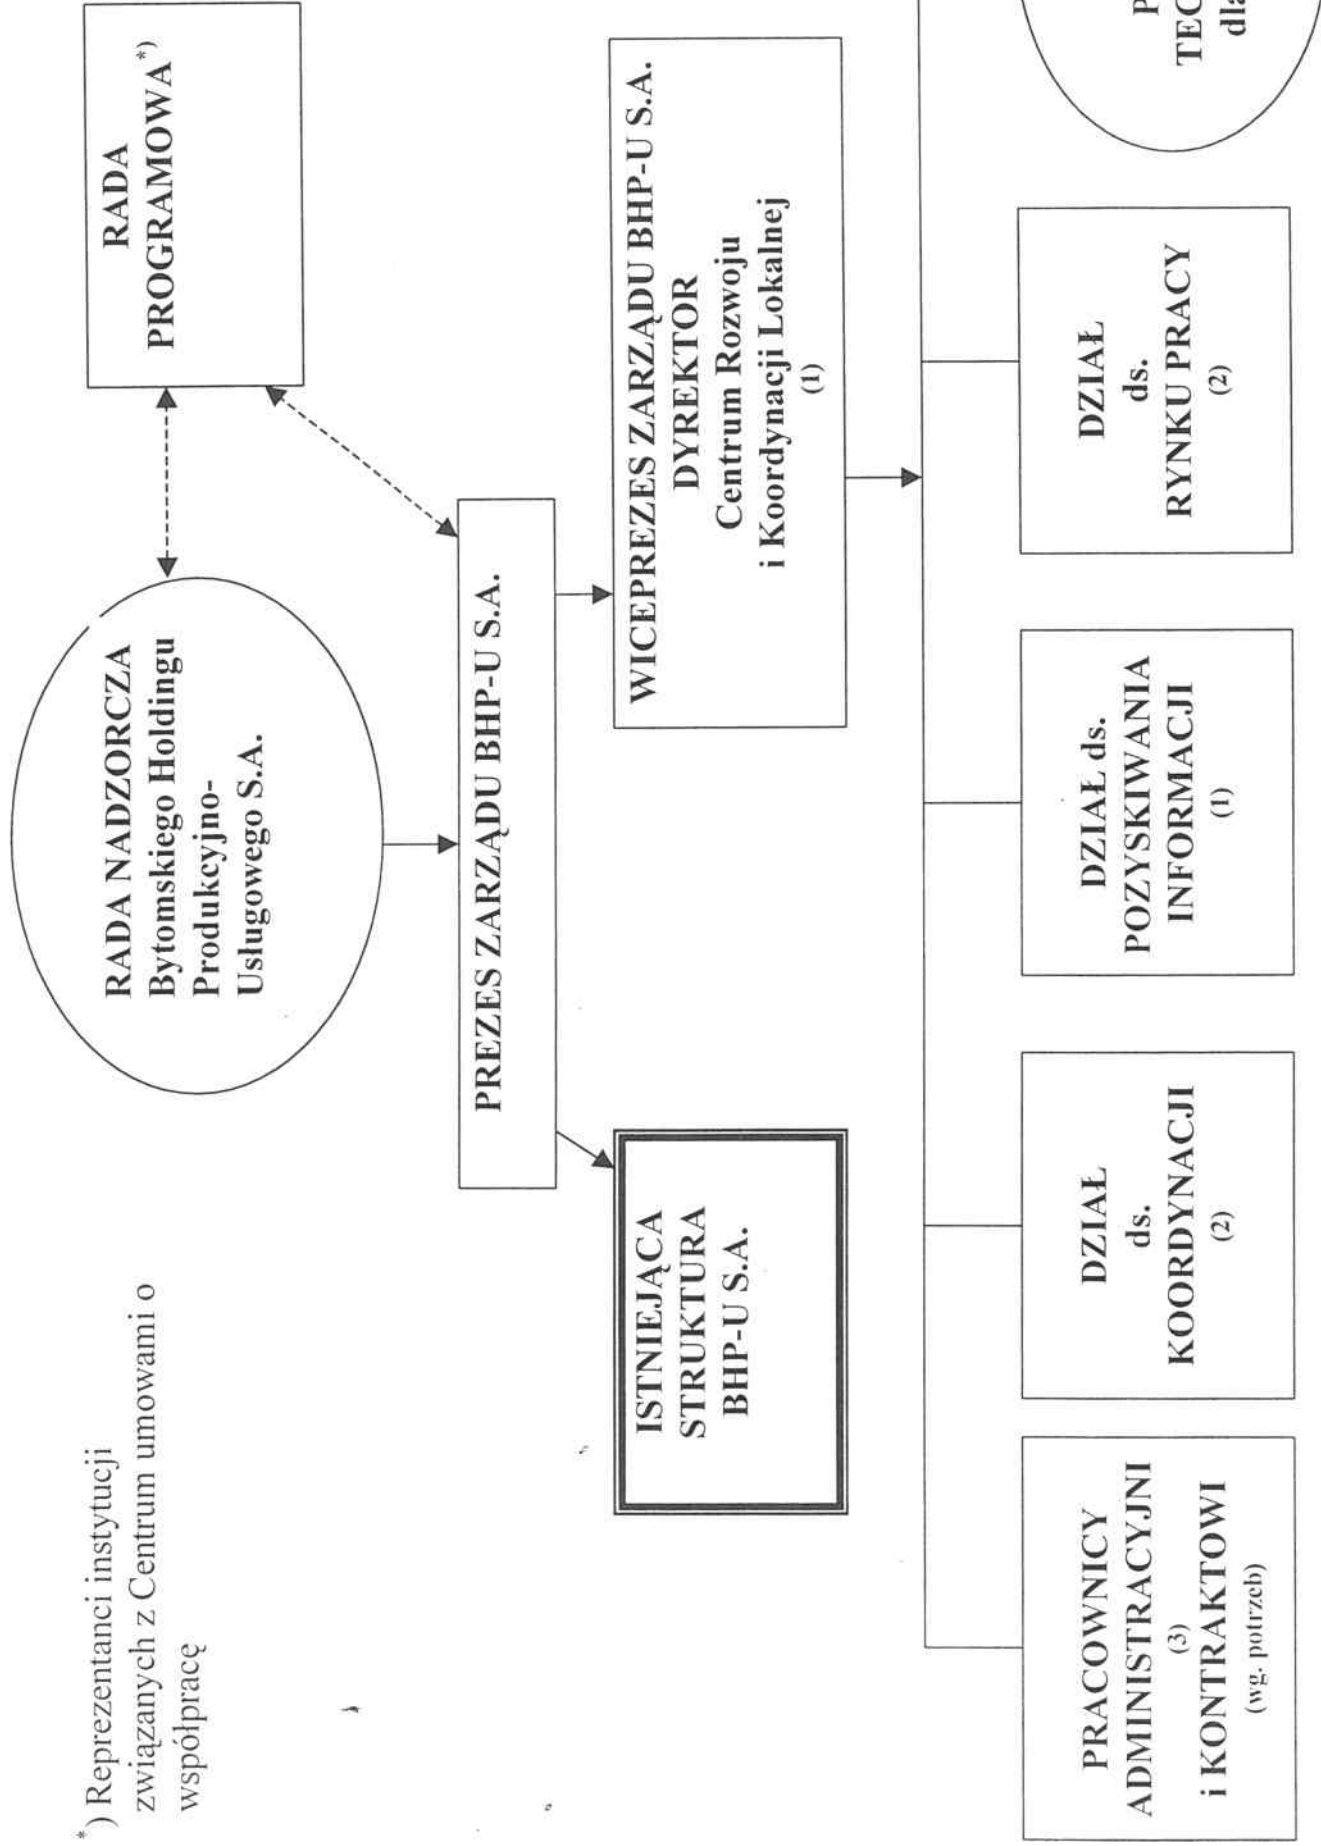 *) Reprezentanci instytucji
związanych z Centrum umowami o
współpracę
RADA NADZORCZA
Bytomskiego Holdingu
Produkcyjno-
Usługowego S.A.
RADA
PROGRAMOWA*)
PREZES ZARZĄDU BHP-U S.A.
ISTNIEJĄCA
STRUKTURA
BHP-U S.A.
WICEPREZES ZARZĄDU BHP-U S.A.
DYREKTOR
Centrum Rozwoju
i Koordynacji Lokalnej
(1)
PRACOWNICY
ADMINISTRACYJNI
(3)
i KONTRAKTOWI
(wg. potrzeb)
DZIAŁ
ds.
KOORDYNACJI
(2)
DZIAŁ ds.
POZYSKIWANIA
INFORMACJI
(1)
DZIAŁ
ds.
RYNKU PRACY
(2)
P
TEC
dla